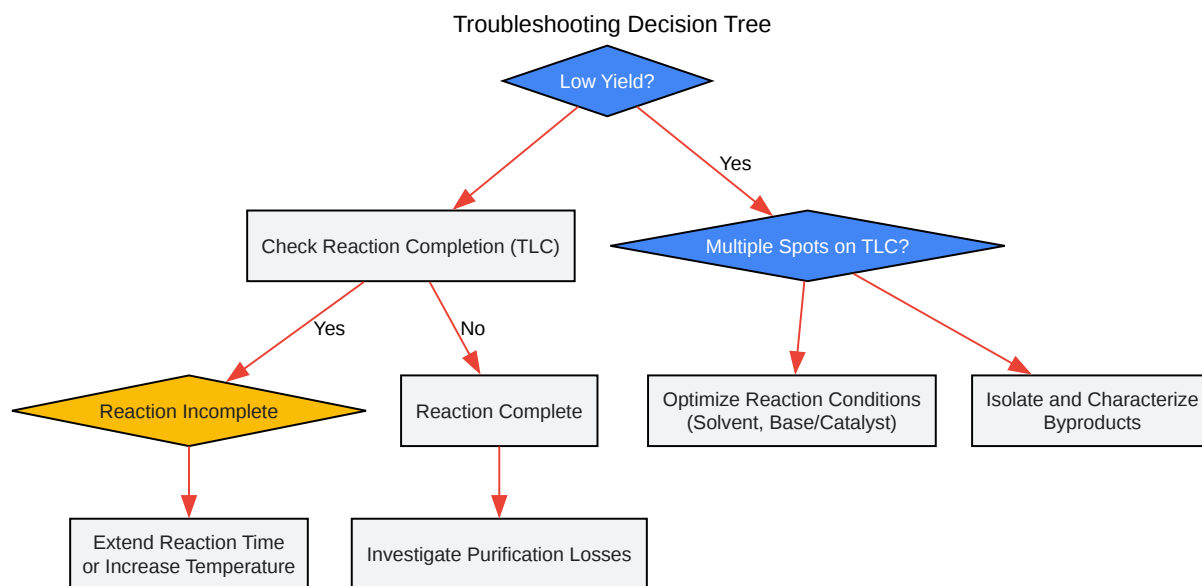 Troubleshooting Decision Tree
Low Yield?
Yes
Check Reaction Completion (TLC)
Multiple Spots on TLC?
Yes
No
Reaction Incomplete
Reaction Complete
Optimize Reaction Conditions
(Solvent, Base/Catalyst)
Isolate and Characterize
Byproducts
Extend Reaction Time
or Increase Temperature
Investigate Purification Losses